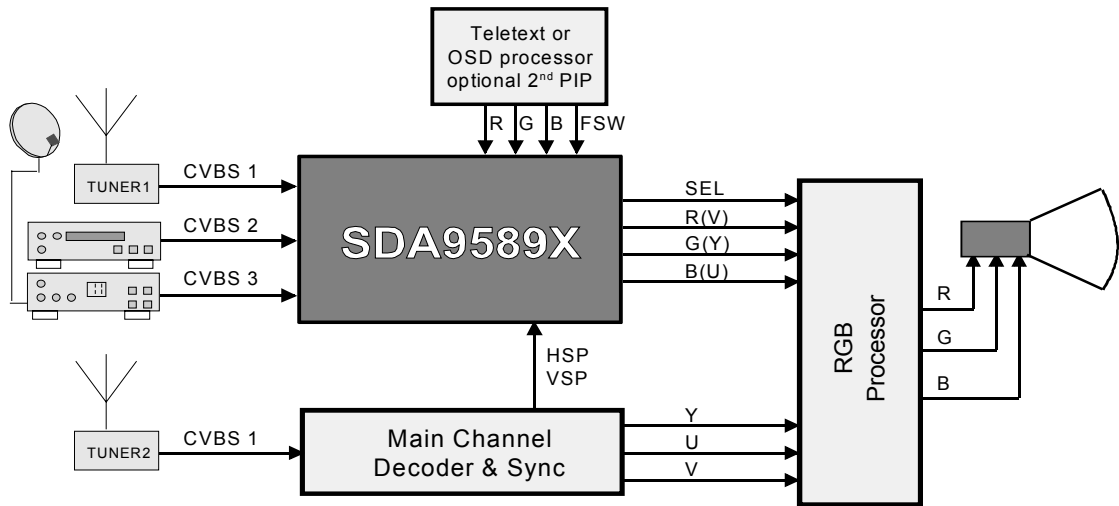 Teletext or
OSD processor
optional 2nd PIP
R G B FSW
TUNER1
CVBS 1
CVBS 2
CVBS 3
SDA9589X
SEL
R(V)
G(Y)
B(U)
HSP
VSP
TUNER2
CVBS 1
Main Channel
Decoder & Sync
Y
U
V
RGB
Processor
R
G
B